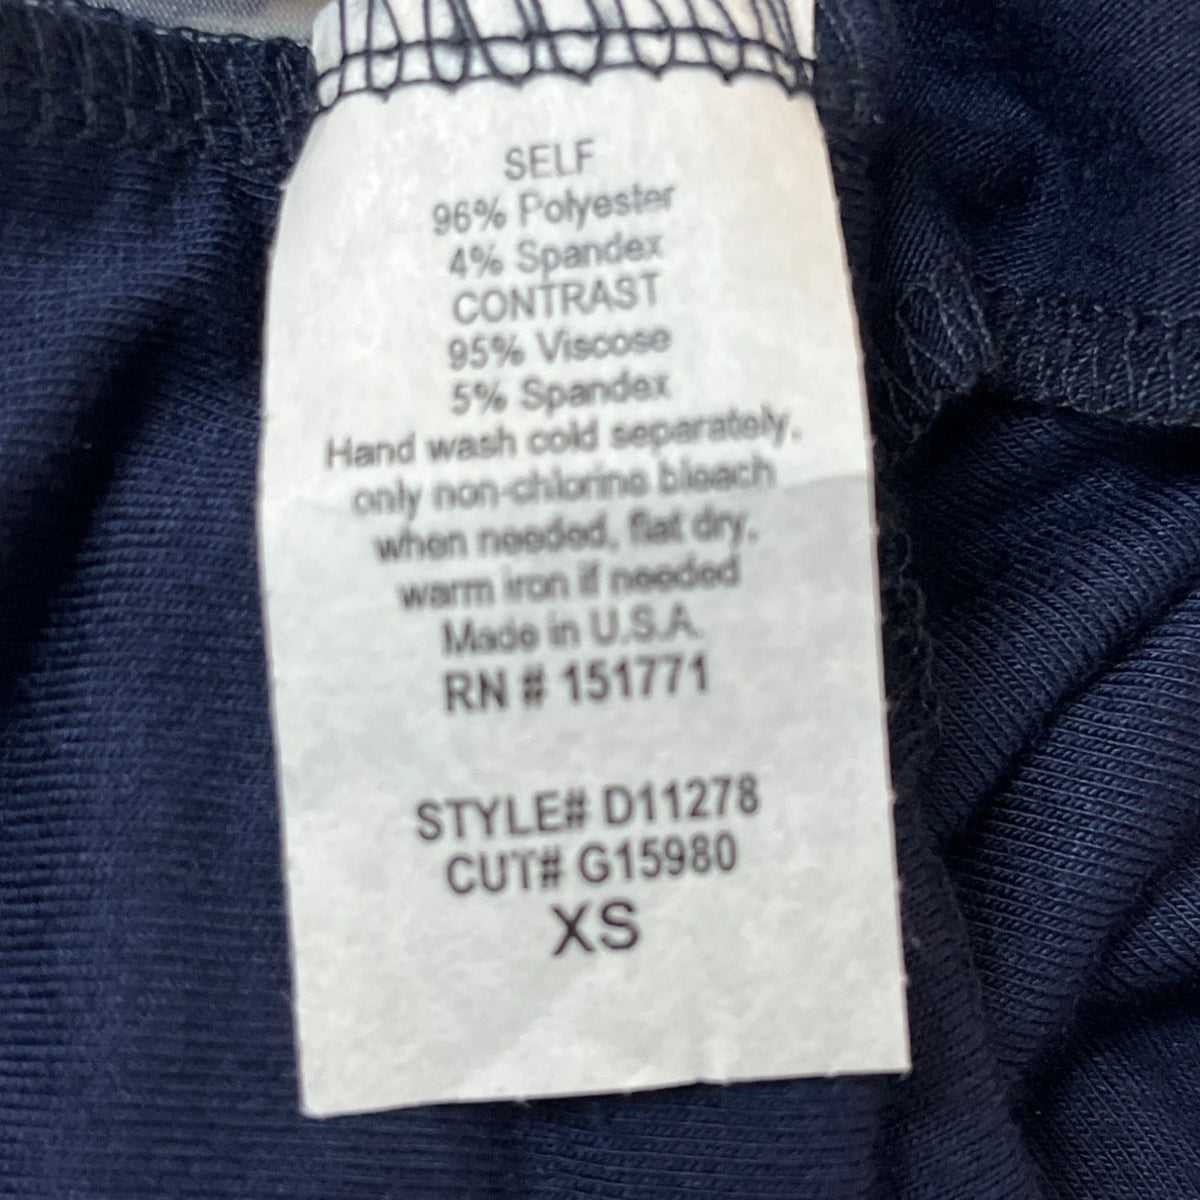 SELF
96% Polyester
4% Spandex
CONTRAST
95% Viscose
5% Spandex
Hand wash cold separately,
only non-chlorine bleach
when needed, flat dry,
warm iron if needed
Made in U.S.A.
RN # 151771
STYLE# D11278
CUT# G15980
XS